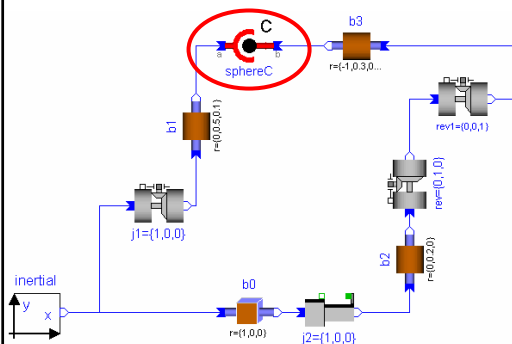 C
b3
a
b
sphereC
r={-1,0.3,0...
rev1={0,0,1}
b1
r={0,0.5,0.1}
rev={0,1,0}
j1={1,0,0}
b2
r={0,0.2,0}
inertial
y
x
b0
r={1,0,0}
j2={1,0,0}